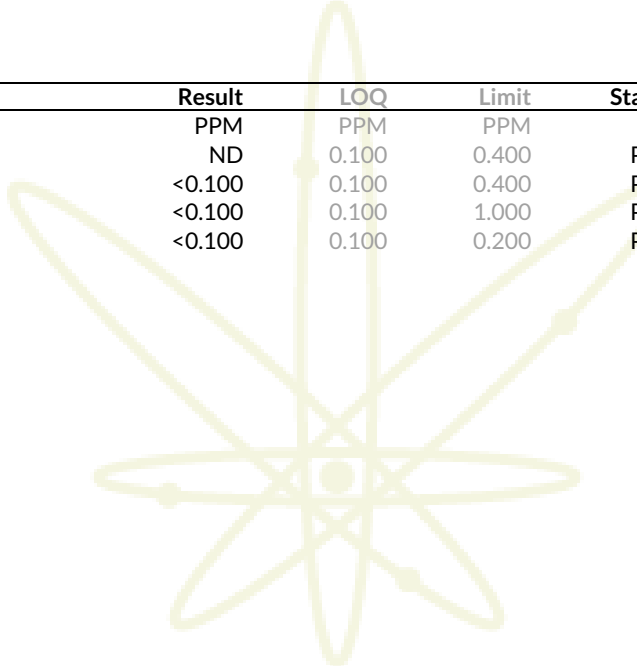 Result LOQ Limit Sta
PPM PPM PPM
ND 0.100 0.400 P
<0.100 0.100 0.400 P
<0.100 0.100 1.000 P
<0.100 0.100 0.200 P